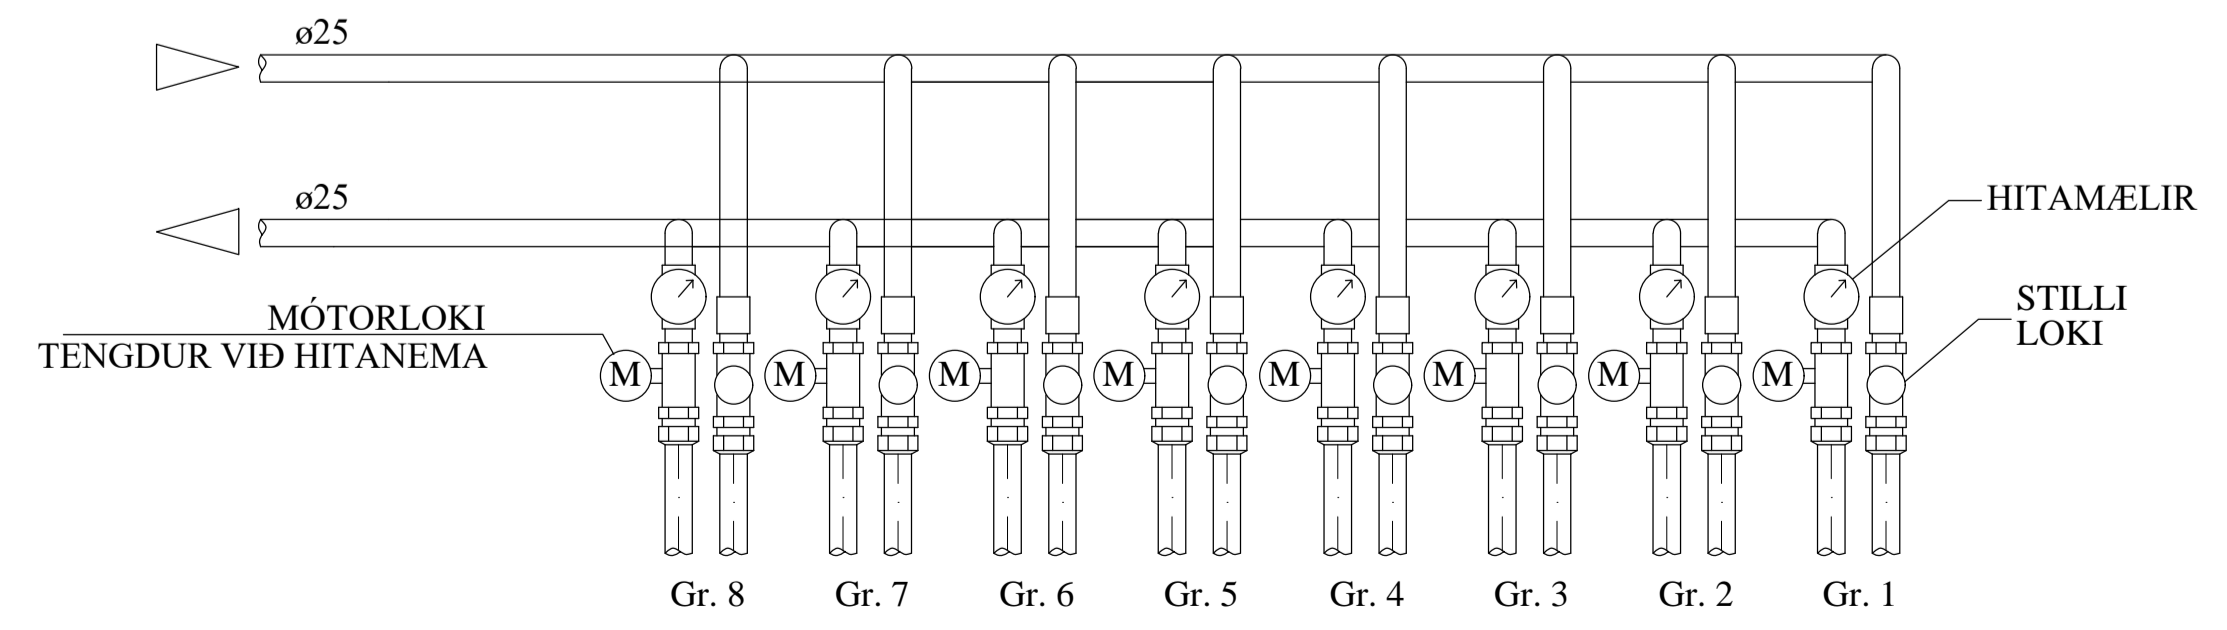 ø25
ø25
HITAMÆLIR
MÓTORLOKI
TENGDUR VIÐ HITANEMA
STILLI
LOKI
M M M M M M M M
Gr. 8 Gr. 7 Gr. 6 Gr. 5 Gr. 4 Gr. 3 Gr. 2 Gr. 1